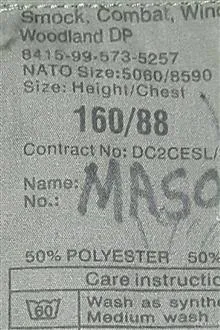 Smock, Combat, Wind
Woodland DP
8415-99-573-5257
NATO Size:5060/8590
Size: Height/Chest
160/88
Contract No: DC2CESL/
Name: MASO
No.:
50% POLYESTER 50%
Care instructio
60 Wash as synthe
Medium wash